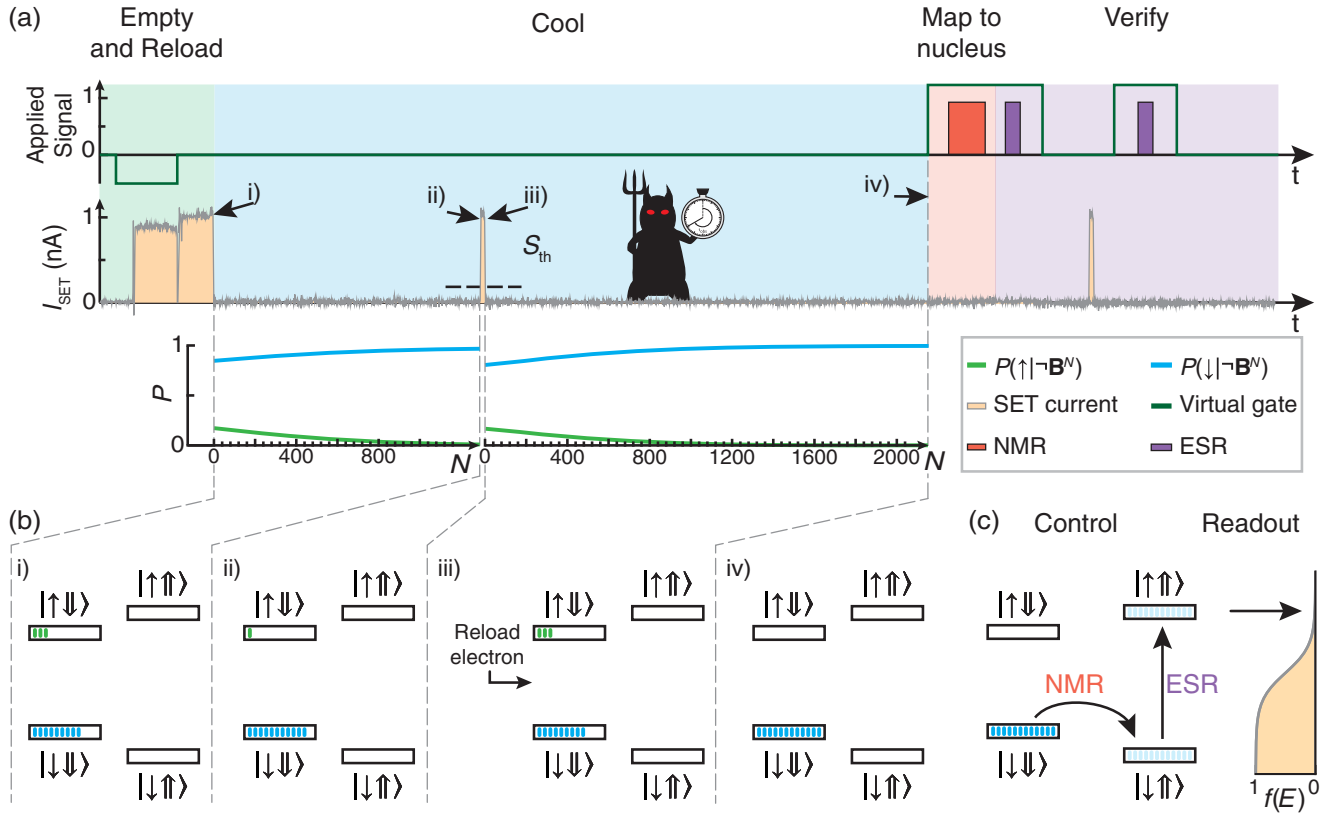 (a)
Empty
and Reload
Cool
Map to
nucleus
Verify
Applied
Signal
1
0
t
i)
ii)
iii)
iv)
I_SET (nA)
1
0
S_th
t
P
1
0
400
800
N
0
400
800
1200
1600
2000
N
P(↑|¬B^N)
P(↓|¬B^N)
SET current
Virtual gate
NMR
ESR
(b)
i)
|↑⇓⟩
|↑⇑⟩
|↓⇓⟩
|↓⇑⟩
ii)
|↑⇓⟩
|↑⇑⟩
|↓⇓⟩
|↓⇑⟩
iii)
Reload
electron
|↑⇓⟩
|↑⇑⟩
|↓⇓⟩
|↓⇑⟩
iv)
|↑⇓⟩
|↑⇑⟩
|↓⇓⟩
|↓⇑⟩
(c)
Control
Readout
|↑⇓⟩
|↑⇑⟩
NMR
ESR
|↓⇓⟩
|↓⇑⟩
1
f(E)
0